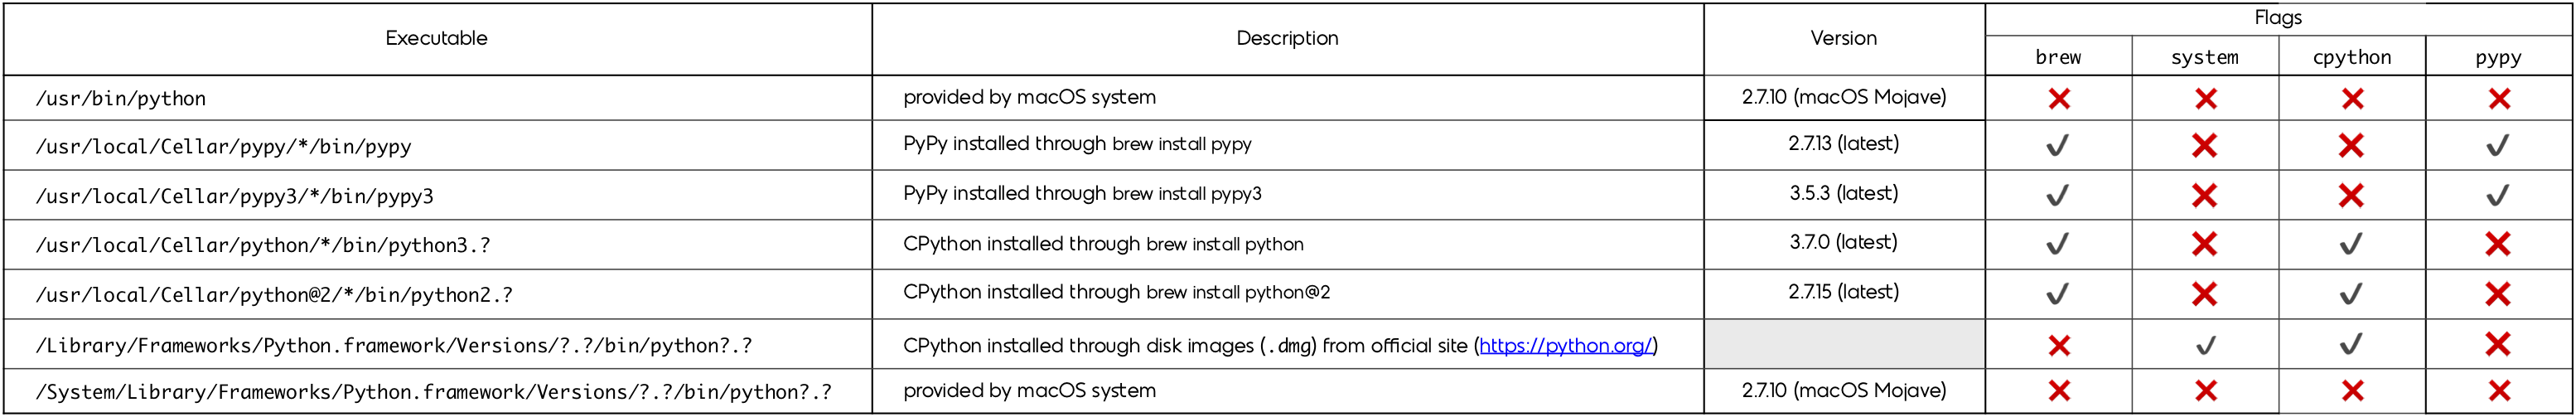 Executable Description Version Flags
brew system cpython pypy
/usr/bin/python provided by macOS system 2.7.10 (macOS Mojave) ❌ ❌ ❌ ❌
/usr/local/Cellar/pypy/*/bin/pypy PyPy installed through brew install pypy 2.7.13 (latest) ✔ ❌ ❌ ✔
/usr/local/Cellar/pypy3/*/bin/pypy3 PyPy installed through brew install pypy3 3.5.3 (latest) ✔ ❌ ❌ ✔
/usr/local/Cellar/python/*/bin/python3.? CPython installed through brew install python 3.7.0 (latest) ✔ ❌ ✔ ❌
/usr/local/Cellar/python@2/*/bin/python2.? CPython installed through brew install python@2 2.7.15 (latest) ✔ ❌ ✔ ❌
/Library/Frameworks/Python.framework/Versions/?.?/bin/python?.? CPython installed through disk images (.dmg) from official site (https://python.org/) ❌ ✔ ✔ ❌
/System/Library/Frameworks/Python.framework/Versions/?.?/bin/python?.? provided by macOS system 2.7.10 (macOS Mojave) ❌ ❌ ❌ ❌